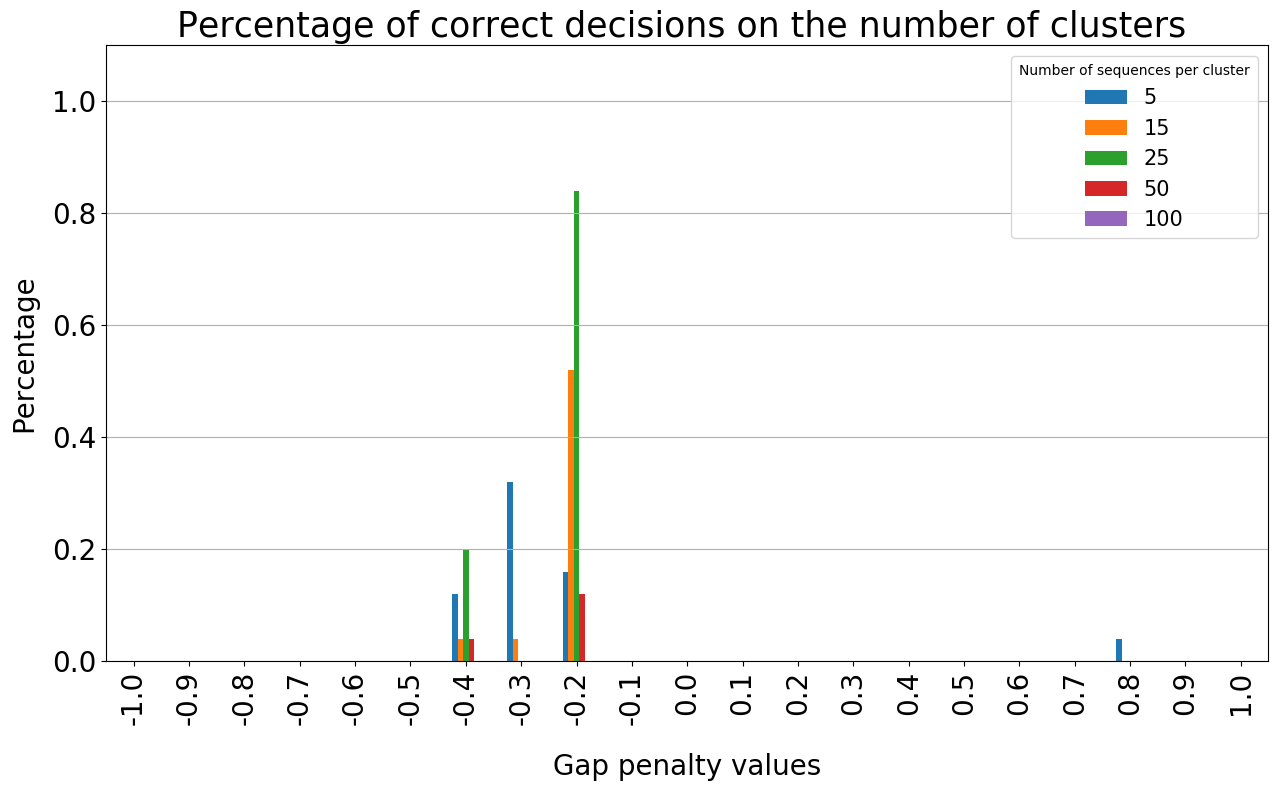 Percentage of correct decisions on the number of clusters
Number of sequences per cluster
5
15
25
50
100
Percentage
1.0
0.8
0.6
0.4
0.2
0.0
-1.0 -0.9 -0.8 -0.7 -0.6 -0.5 -0.4 -0.3 -0.2 -0.1 0.0 0.1 0.2 0.3 0.4 0.5 0.6 0.7 0.8 0.9 1.0
Gap penalty values